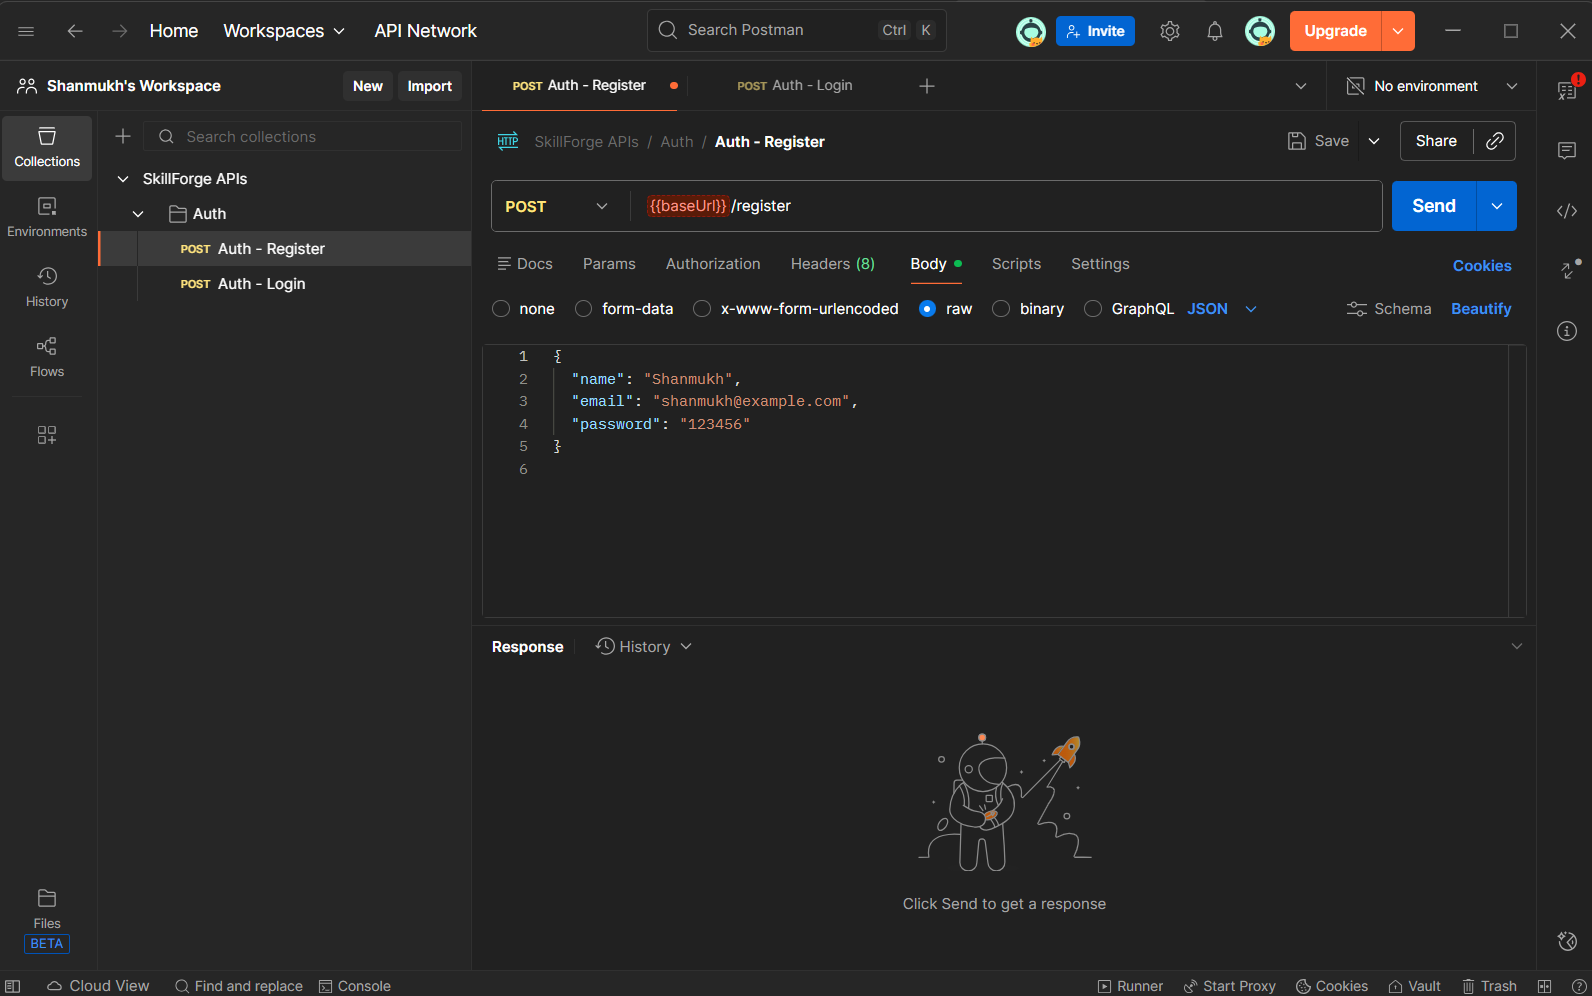 Home Workspaces API Network Search Postman Ctrl K Invite Upgrade
Shanmukh's Workspace New Import
POST Auth - Register POST Auth - Login No environment
Collections
Environments
History
Flows
Files
BETA
Search collections
SkillForge APIs
Auth
POST Auth - Register
POST Auth - Login
HTTP SkillForge APIs / Auth / Auth - Register Save Share
POST {{baseUrl}}/register Send
Docs Params Authorization Headers (8) Body Scripts Settings Cookies
none form-data x-www-form-urlencoded raw binary GraphQL JSON Schema Beautify
1 {
2 "name": "Shanmukh",
3 "email": "shanmukh@example.com",
4 "password": "123456"
5 }
6
Response History
Click Send to get a response
Cloud View Find and replace Console Runner Start Proxy Cookies Vault Trash